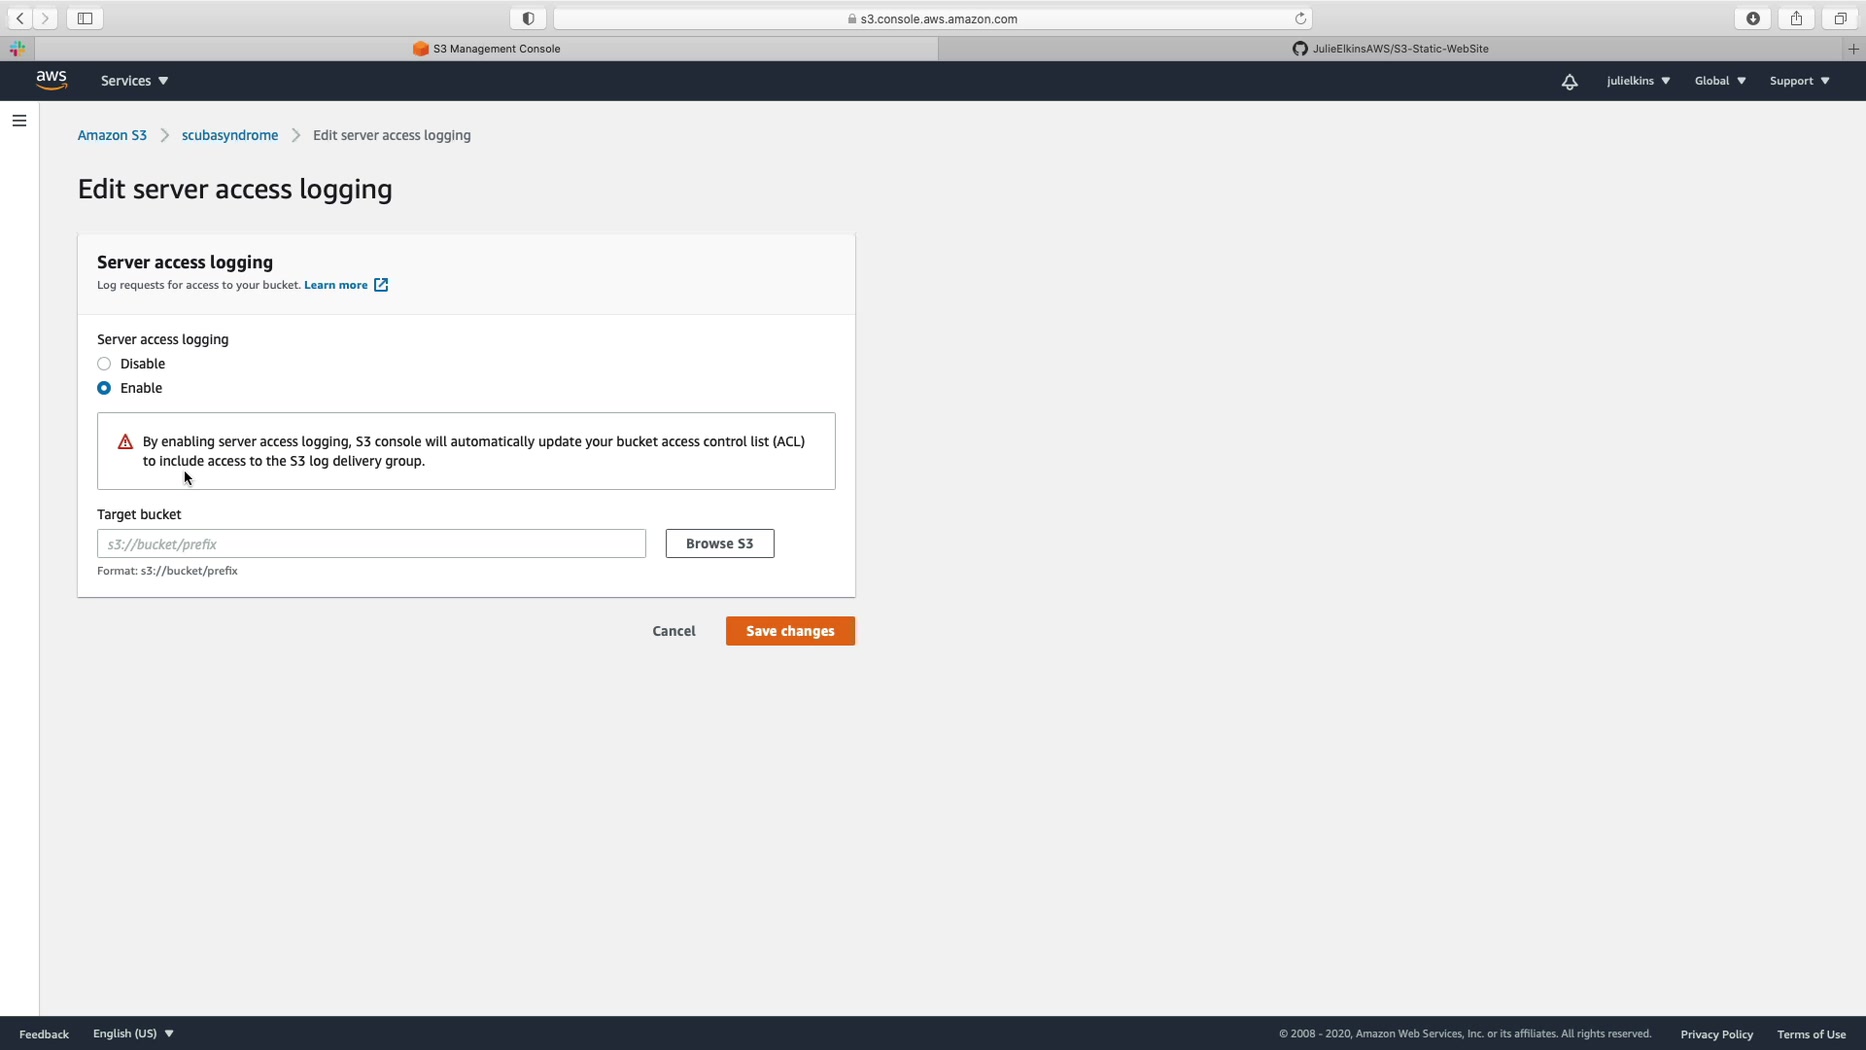 s3.console.aws.amazon.com
S3 Management Console
JulieElkinsAWS/S3-Static-WebSite
aws
Services
julielkins
Global
Support
Amazon S3
scubasyndrome
Edit server access logging
Edit server access logging
Server access logging
Log requests for access to your bucket. Learn more
Server access logging
Disable
Enable
By enabling server access logging, S3 console will automatically update your bucket access control list (ACL)
to include access to the S3 log delivery group.
Target bucket
s3://bucket/prefix
Browse S3
Format: s3://bucket/prefix
Cancel
Save changes
Feedback
English (US)
© 2008 - 2020, Amazon Web Services, Inc. or its affiliates. All rights reserved.
Privacy Policy
Terms of Use